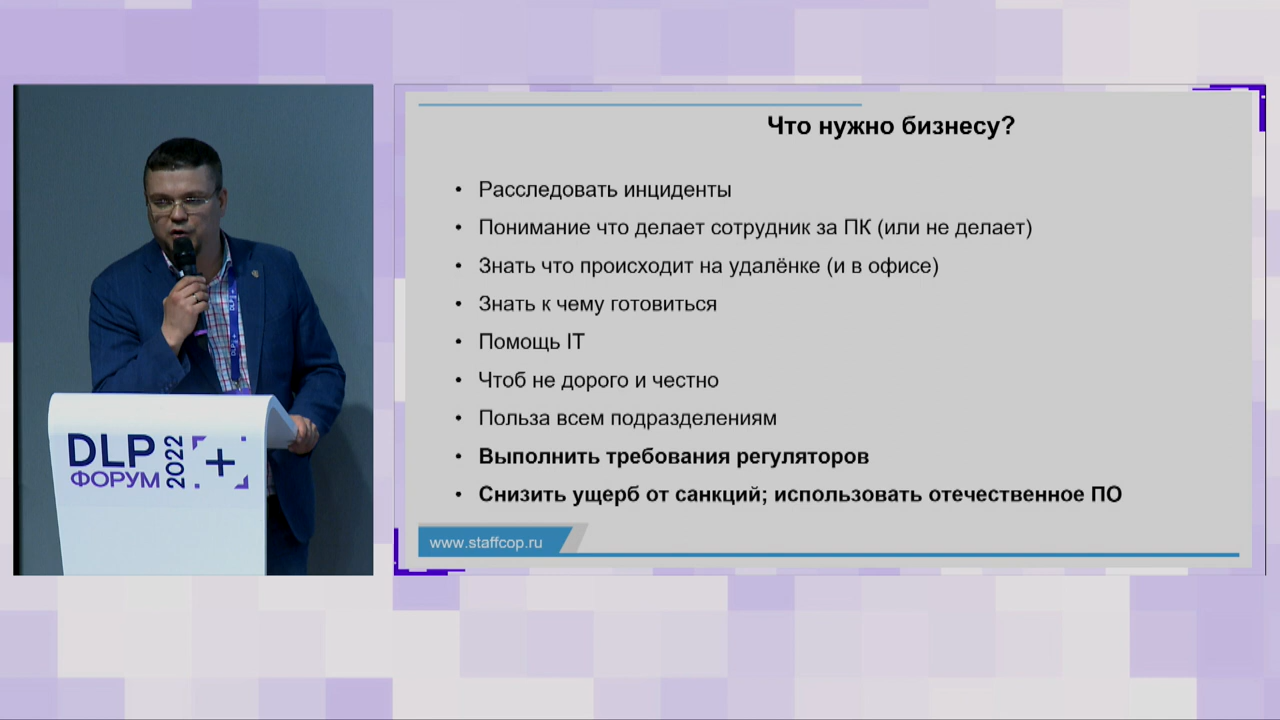 Что нужно бизнесу?
• Расследовать инциденты
• Понимание что делает сотрудник за ПК (или не делает)
• Знать что происходит на удалёнке (и в офисе)
• Знать к чему готовиться
• Помощь IT
• Чтоб не дорого и честно
• Польза всем подразделениям
• Выполнить требования регуляторов
• Снизить ущерб от санкций; использовать отечественное ПО
www.staffcop.ru
DLP
ФОРУМ
2022
DLP
DLP